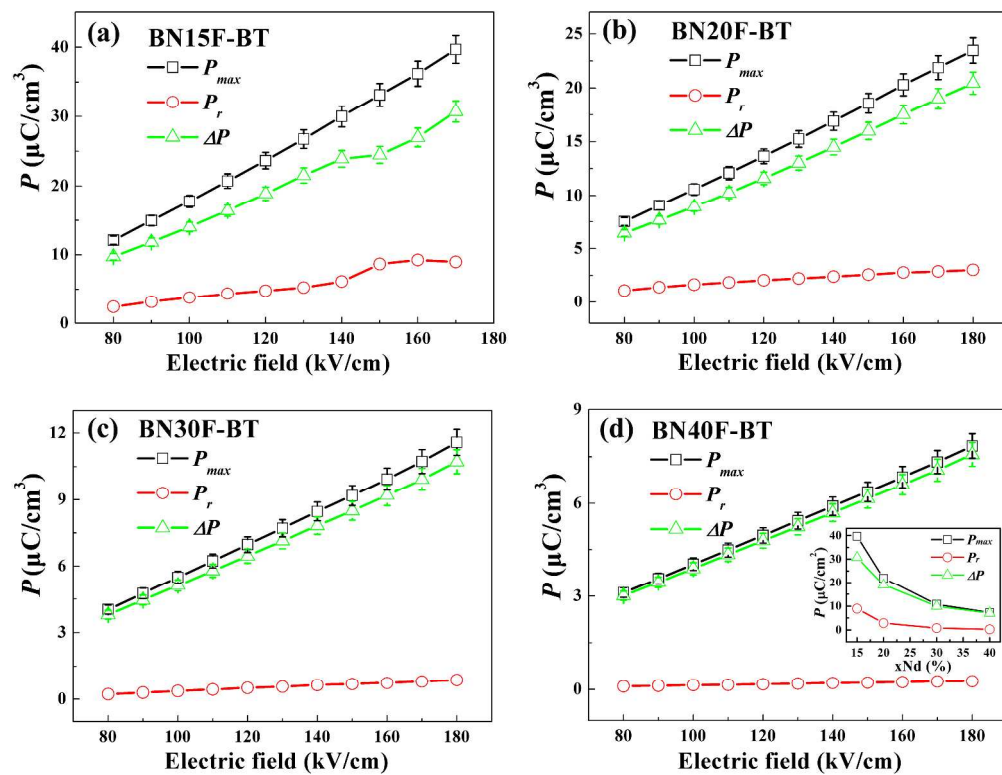 (a) BN15F-BT
P_max
P_r
ΔP
P (μC/cm³)
40
30
20
10
0
80 100 120 140 160 180
Electric field (kV/cm)
(b) BN20F-BT
P_max
P_r
ΔP
P (μC/cm³)
25
20
15
10
5
0
80 100 120 140 160 180
Electric field (kV/cm)
(c) BN30F-BT
P_max
P_r
ΔP
P (μC/cm³)
12
9
6
3
0
80 100 120 140 160 180
Electric field (kV/cm)
(d) BN40F-BT
P_max
P_r
ΔP
P (μC/cm³)
9
6
3
0
80 100 120 140 160 180
Electric field (kV/cm)
P_max
P_r
ΔP
P (μC/cm²)
40
30
20
10
0
15 20 25 30 35 40
xNd (%)